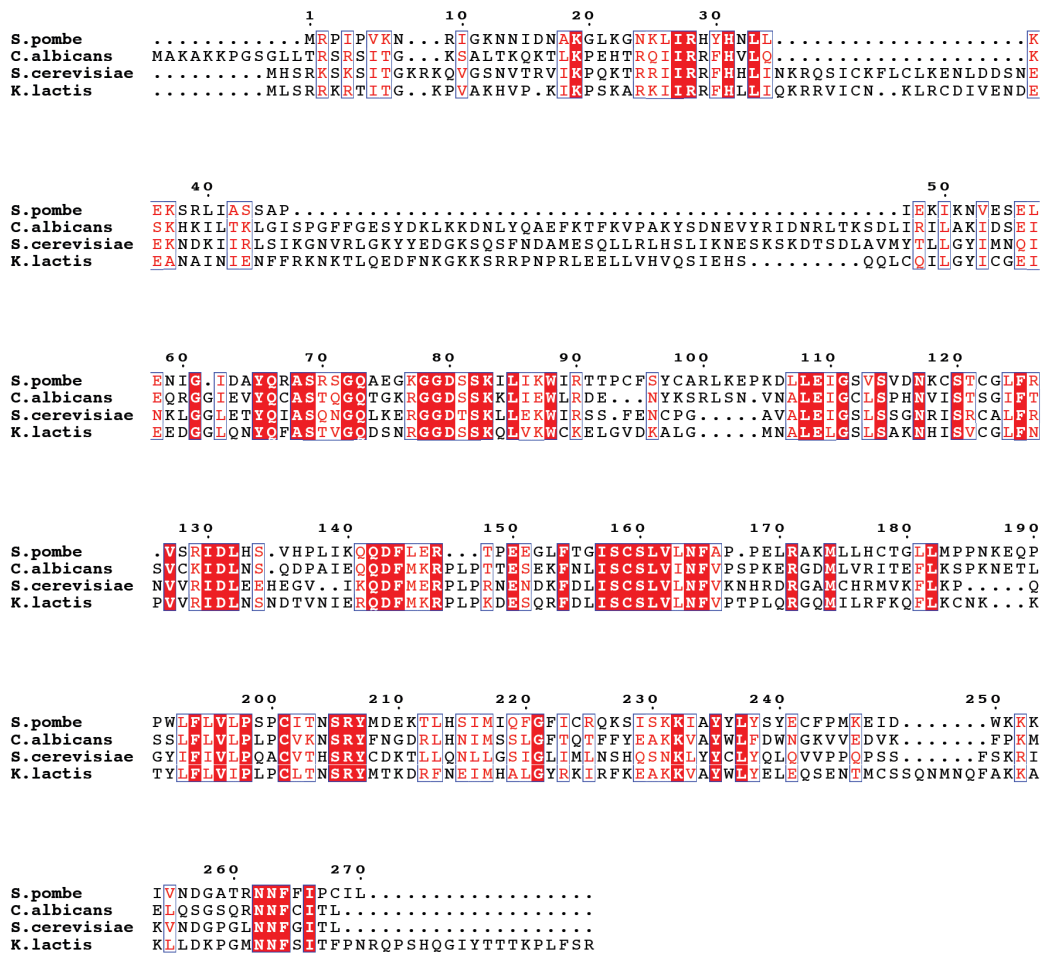 1 10 20 30
S.pombe ............MRPIPVKN...RIGKNNIDNAKGLKGNKLIRHYHNLL....................K
C.albicans MAKAKKPGSGLLTRSRSITG...KSALTKQKTLKPEHTRQIIRRFHVLQ....................K
S.cerevisiae .........MHSRKSKSITGKRKQVGSNVTRVIKPQKTRRIIRRFHHLINKRQSICKFLCLKENLDDSNE
K.lactis .........MLSRRKRTITG..KPVAKHVP.KIKPSKARKIIRRFHLLIQKRRVICN..KLRCDIVENDE
40 50
S.pombe EKSRLIASSAP................................................IEKIKNVESEL
C.albicans SKHKILTKLGISPGFFGESYDKLKKDNLYQAEFKTFKVPAKYSDNEVYRIDNRLTKSDLIRILAKIDSEI
S.cerevisiae EKNDKIIRLSIKGNVRLGKYYEDGKSQSFNDAMESQLLRLHSLIKNESKSKDTSDLAVMYTLLGYIMNQI
K.lactis EANAINIENFFRKNKTLQEDFNKGKKSRRPNPRLEELLVHVQSIEHS.........QQLCQILGYICGEI
60 70 80 90 100 110 120
S.pombe ENIG.IDAYQRASRSGQAEGKGGDSSKILIKWIRTTPCFSYCARLKEPKDLLEIGSVSVDNKCSTCGLFR
C.albicans EQRGGIEVYQCASTQGQTGKRGGDSSKKLIEWLRDE...NYKSRLSN.VNALEIGCLSPHNVISTSGIFT
S.cerevisiae NKLGGLETYQIASQNGQLKERGGDTSKLLEKWIRSS.FENCPG.....AVALEIGSLSSGNRISRCALFR
K.lactis EEDGGLQNYQFASTVGQDSNRGGDSSKQLVKWCKELGVDKALG.....MNALELGSLSAKNHISVCGLFN
130 140 150 160 170 180 190
S.pombe .VSRIDLHS.VHPLIKQQDFLER...TPEEGLFTGISCSLVLNFAP.PELRAKMLLHCTGLLMPPNKEQP
C.albicans SVCKIDLNS.QDPAIEQQDFMKRPLPTTESEKFNLISCSLVINFVPSPKERGDMLVRITEFLKSPKNETL
S.cerevisiae NVVRIDLEEHEGV..IKQQDFMERPLPRNENDKFDLISCSLVLNFVKNHRDRGAMCHRMVKFLKP.....Q
K.lactis PVVRIDLNSNDTVNIERQDFMKRPLPKDESQRFDLISCSLVLNFVPTPLQRGQMILRFKQFLKCNK....K
200 210 220 230 240 250
S.pombe PWLFLVLPSPCITNSRYMDEKTLHSIMIQFGFICRQKSISKKIAYYLYSYECFPMKEID.......WKKK
C.albicans SSLFLVLPLPCVKNSRYFNGDRLHNIMSSLGFTQTFFYEAKKVAYWLFDWNGKVVEDVK.......FPKM
S.cerevisiae GYIFIVLPQACVTHSRYCDKTLLQNLLGSIGLIMLNSHQSNKLYYCLYQLQVVPPQPSS.......FSKRI
K.lactis TYLFLVIPLPCLTNSRYMTKDRFNEIMHALGYRKIRFKEAKKVAYWLYELEQSENTMCSSQNMNQFAKKA
260 270
S.pombe IVNDGATRNNFFIPCIL..................
C.albicans ELQSGSQRNNFCITL....................
S.cerevisiae KVNDGPGLNNFGITL....................
K.lactis KLLDKPGMNNFSITFPNRQPSHQGIYTTTKPLFSR